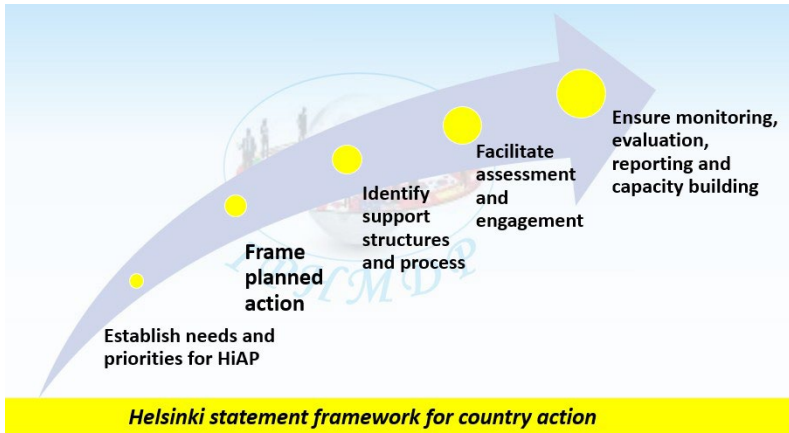 Establish needs and
priorities for HiAP
Frame
planned
action
Identify
support
structures
and process
Facilitate
assessment
and
engagement
Ensure monitoring,
evaluation,
reporting and
capacity building
Helsinki statement framework for country action